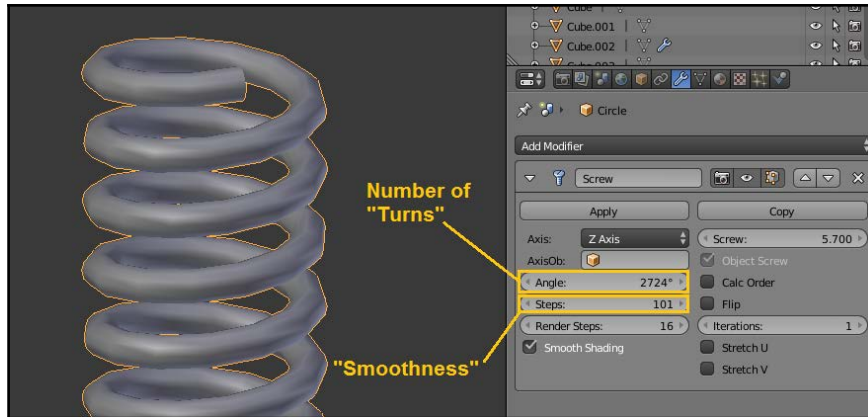 Cube
Cube.001
Cube.002
Circle
Add Modifier
Screw
Apply Copy
Axis: Z Axis Screw: 5.700
AxisOb: Object Screw
Angle: 2724° Calc Order
Steps: 101 Flip
Render Steps: 16 Iterations: 1
Smooth Shading Stretch U
Stretch V
Number of
"Turns"
"Smoothness"